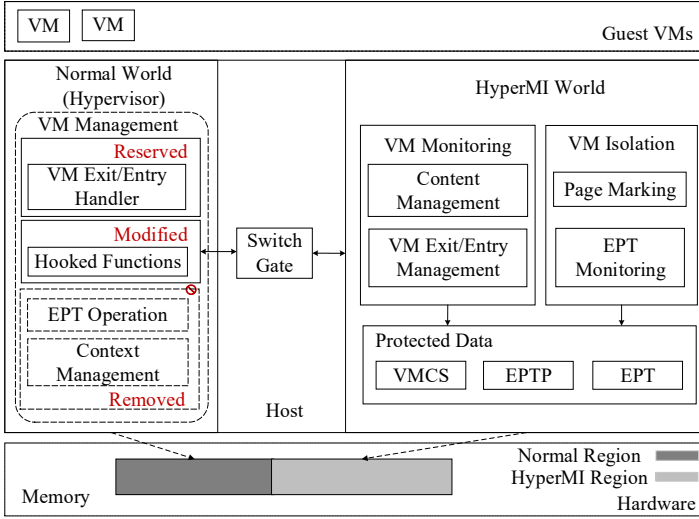 VM
VM
Guest VMs
Normal World
(Hypervisor)
VM Management
Reserved
VM Exit/Entry
Handler
Modified
Hooked Functions
EPT Operation
Context
Management
Removed
Switch
Gate
Host
HyperMI World
VM Monitoring
Content
Management
VM Exit/Entry
Management
VM Isolation
Page Marking
EPT
Monitoring
Protected Data
VMCS
EPTP
EPT
Memory
Normal Region
HyperMI Region
Hardware